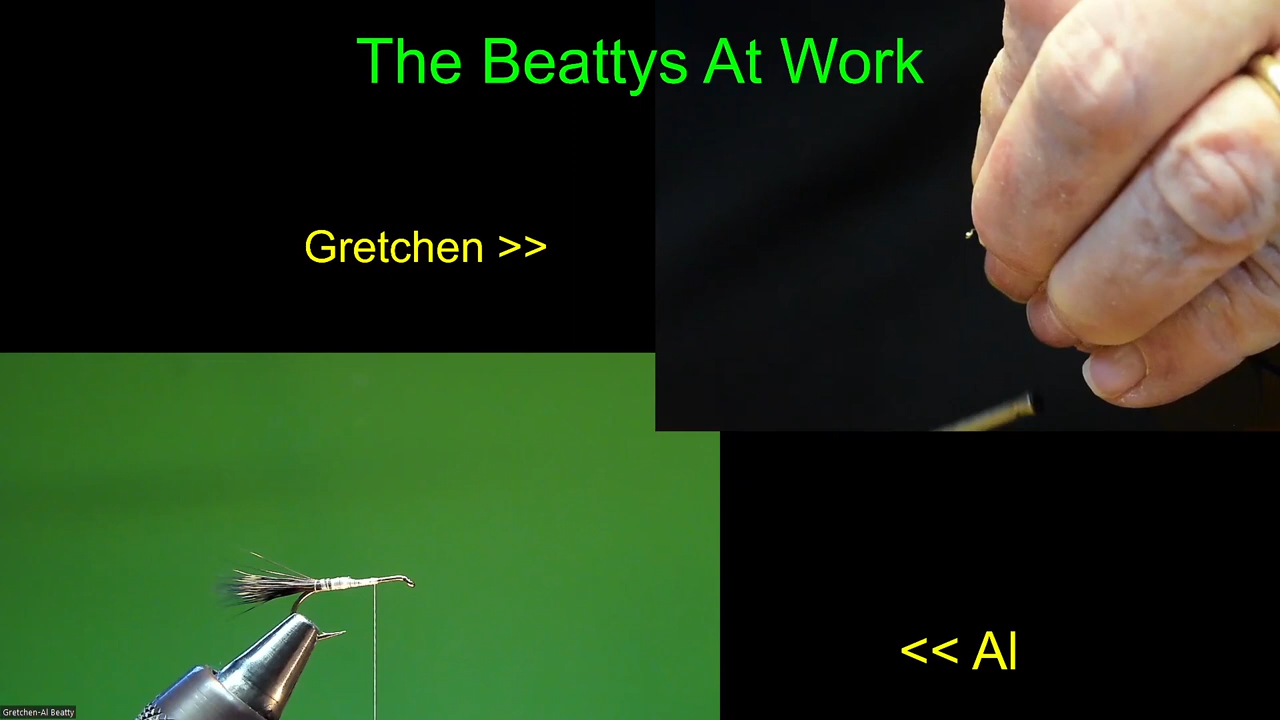 The Beattys At Work
Gretchen >>
<< Al
Gretchen-Al Beatty